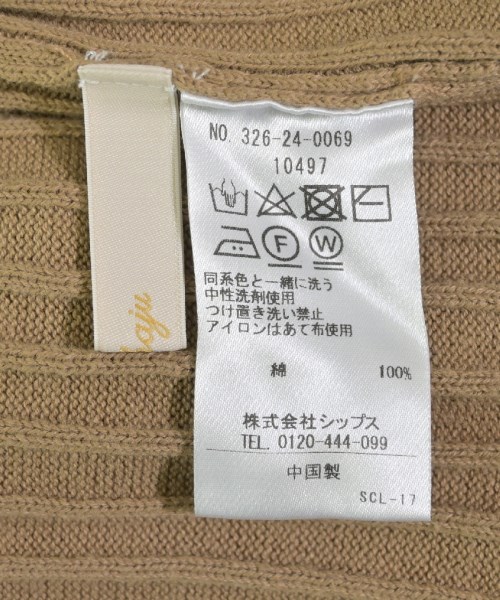 NO. 326-24-0069
10497
F
W
同系色と一緒に洗う
中性洗剤使用
つけ置き洗い禁止
アイロンはあて布使用
綿 100%
株式会社シップス
TEL. 0120-444-099
中国製
SCL-17